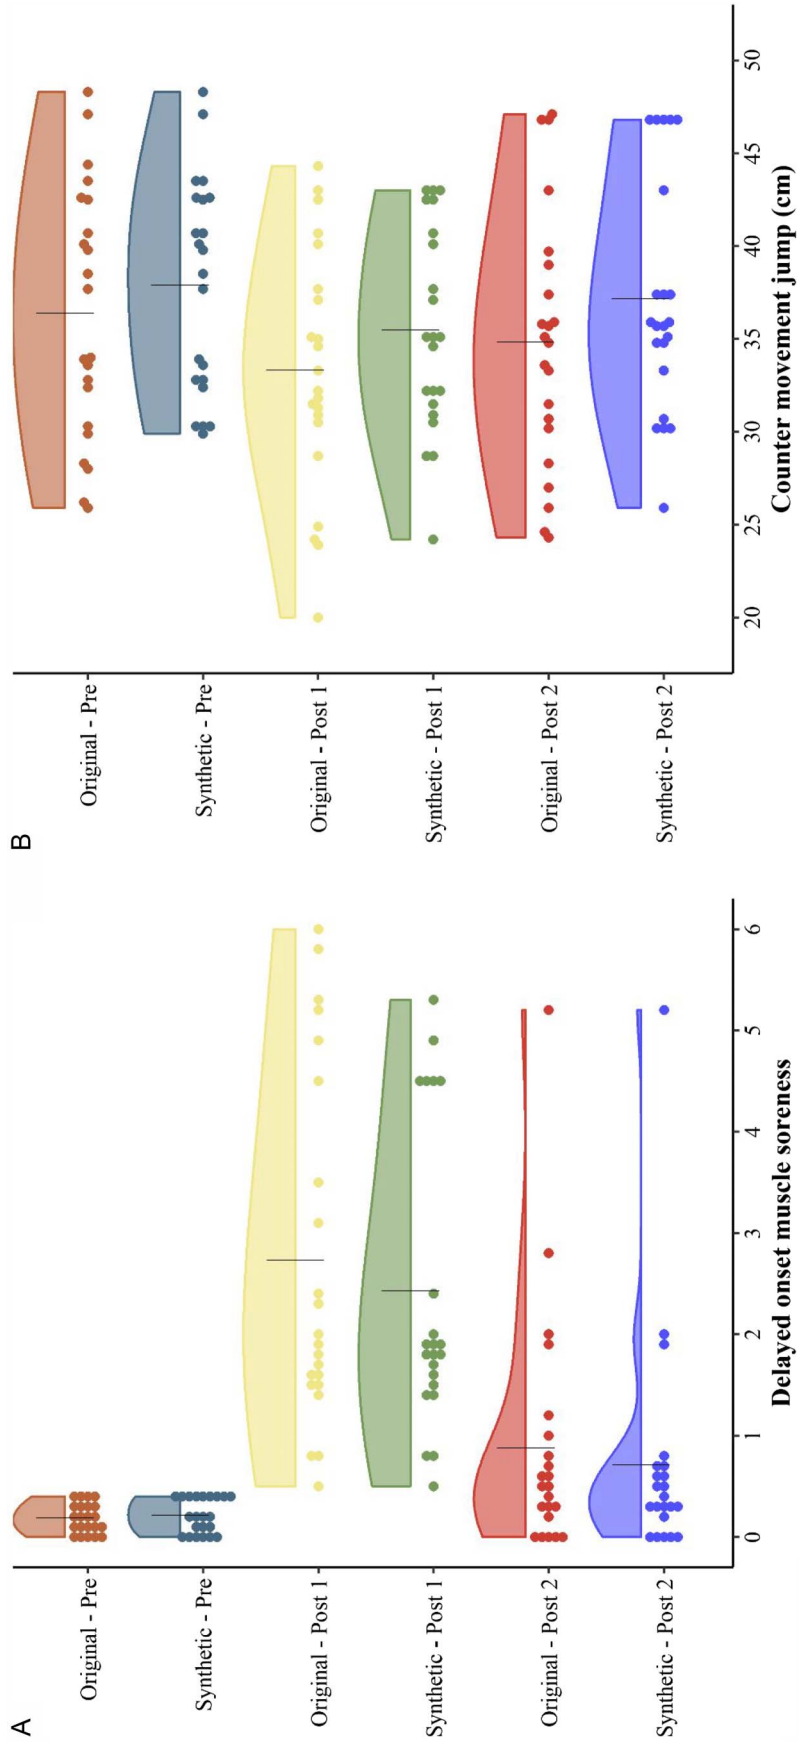 A
Original - Pre
Synthetic - Pre
Original - Post 1
Synthetic - Post 1
Original - Post 2
Synthetic - Post 2
0 1 2 3 4 5 6
Delayed onset muscle soreness
B
Original - Pre
Synthetic - Pre
Original - Post 1
Synthetic - Post 1
Original - Post 2
Synthetic - Post 2
20 25 30 35 40 45 50
Counter movement jump (cm)